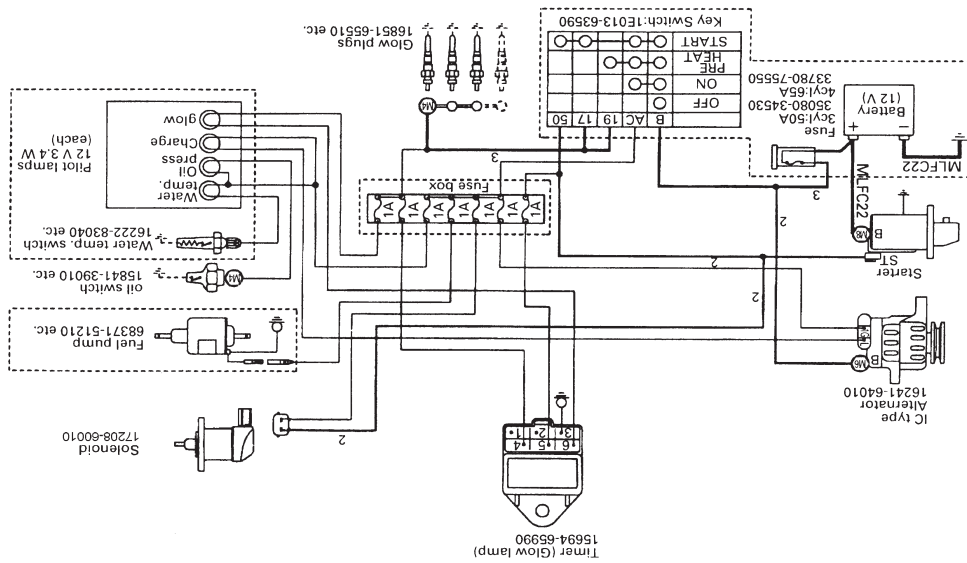 Timer (Glow lamp)
15694-65990
IC type
Alternator
16241-64010
Solenoid
17208-60010
6 5 4
3 2 1
2
M6
B
Fuel pump
68371-51210 etc.
2
2
Starter
ST
B
M8
oil switch
15841-39010 etc.
M4
Water temp. switch
16222-83040 etc.
2
1A 1A 1A 1A 1A 1A 1A
Fuse box
Water
temp.
Oil
press
Charge
glow
Pilot lamps
12 V 3.4 W
(each)
MLFC22
MLFC22
3
3
Battery
(12 V)
Fuse
3cyl:50A
35080-34530
4cyl:65A
33780-75550
B AC 19 17 50
OFF
ON
PRE
HEAT
START
Key Switch:1E013-63590
M4
Glow plugs
16851-65510 etc.